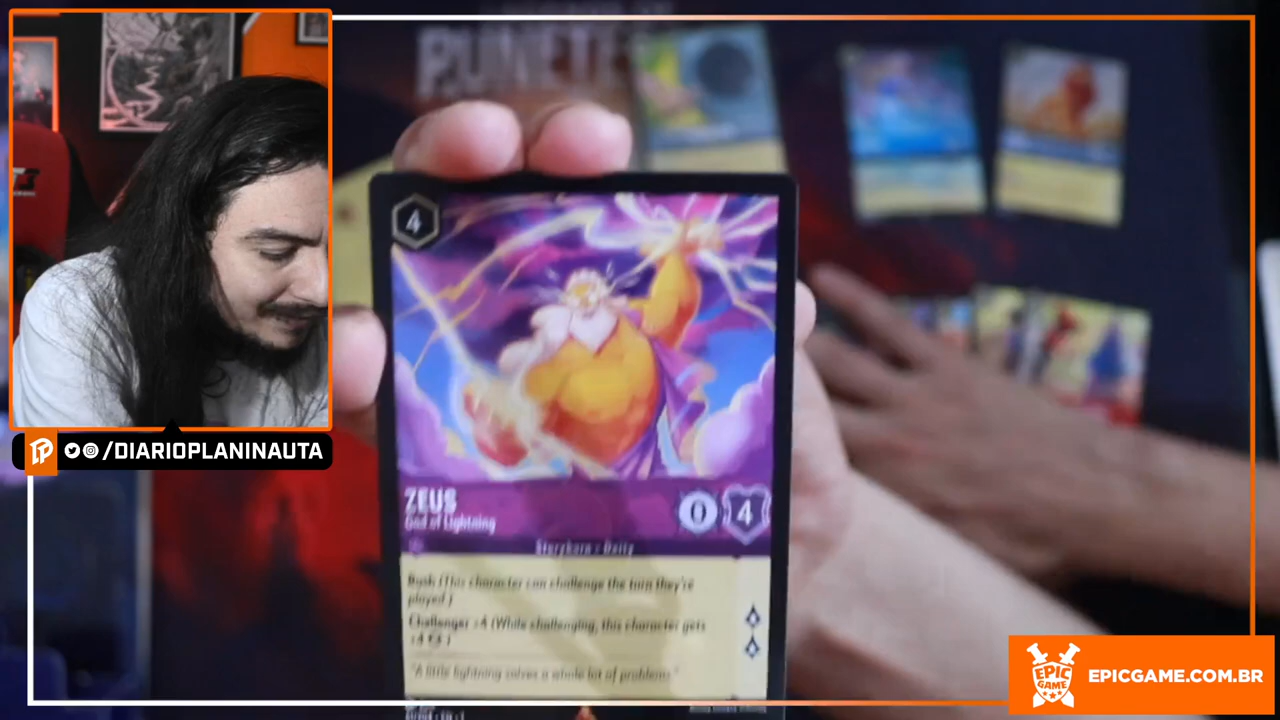 RUNETE
4
ZEUS
God of Lightning
0 4
Storyborn • Deity
Rush (This character can challenge the turn they're
played.)
Challenger +4 (While challenging, this character gets
+4 .)
"A little lightning solves a whole lot of problems."
/DIARIOPLANINAUTA
EPIC
GAME
EPICGAME.COM.BR